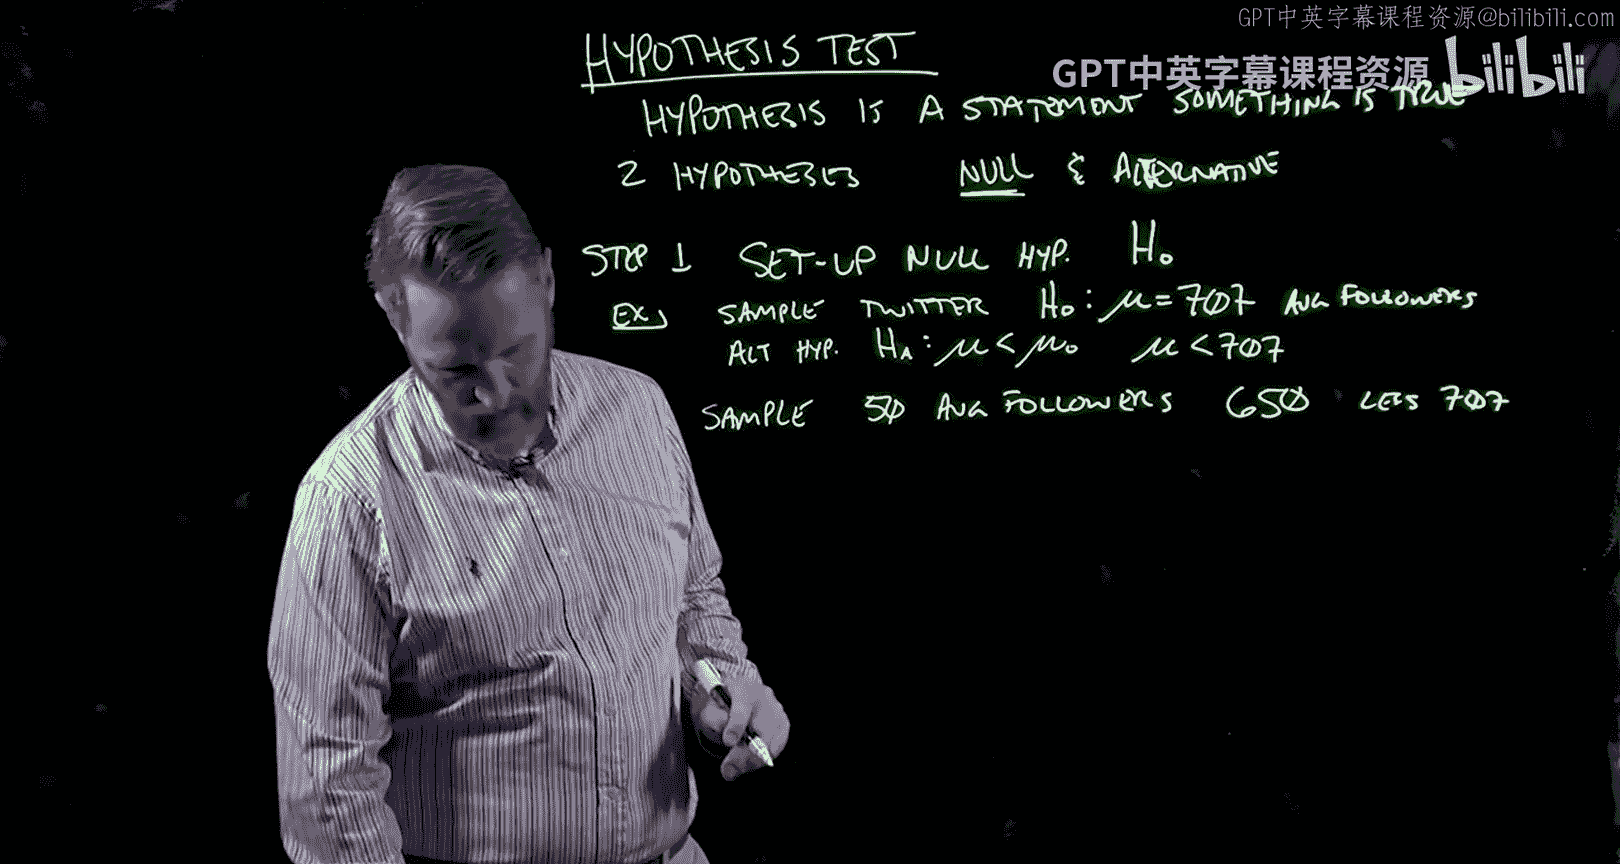 GPT中英字幕课程资源@bilibili.com
GPT中英字幕课程资源 bilibili
HYPOTHESIS TEST
HYPOTHESIS IS A STATEMENT SOMETHING IS TRUE
2 HYPOTHESES NULL & ALTERNATIVE
STEP 1 SET-UP NULL HYP. H₀
EX, SAMPLE TWITTER H₀: μ = 707 AVG FOLLOWERS
ALT HYP. Hₐ: μ < μ₀ μ < 707
SAMPLE 50 AVG FOLLOWERS 650 LESS 707